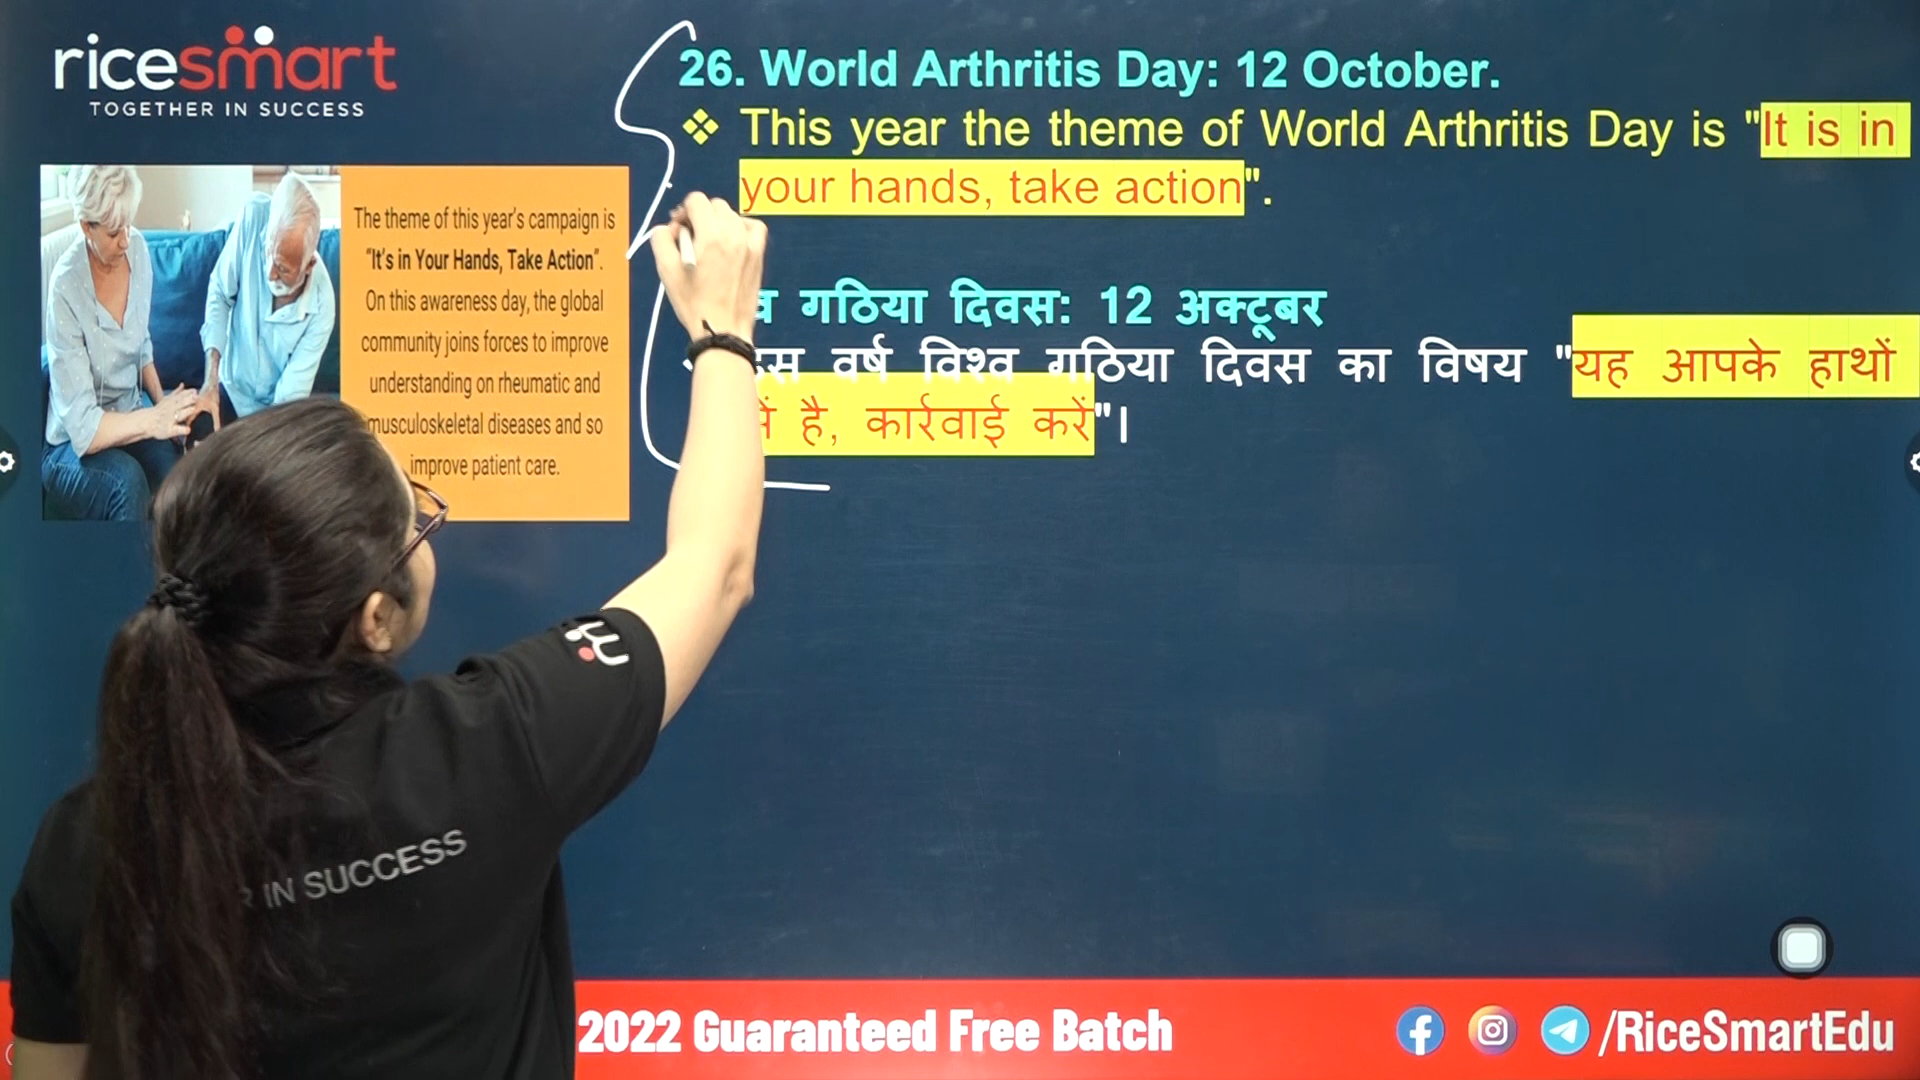 ricesmart
TOGETHER IN SUCCESS
The theme of this year's campaign is
"It's in Your Hands, Take Action".
On this awareness day, the global
community joins forces to improve
understanding on rheumatic and
musculoskeletal diseases and so
improve patient care.
26. World Arthritis Day: 12 October.
❖ This year the theme of World Arthritis Day is "It is in
your hands, take action".
गठिया दिवस: 12 अक्टूबर
वर्ष विश्व गठिया दिवस का विषय "यह आपके हाथों
है, कार्रवाई करें"।
IN SUCCESS
2022 Guaranteed Free Batch
/RiceSmartEdu